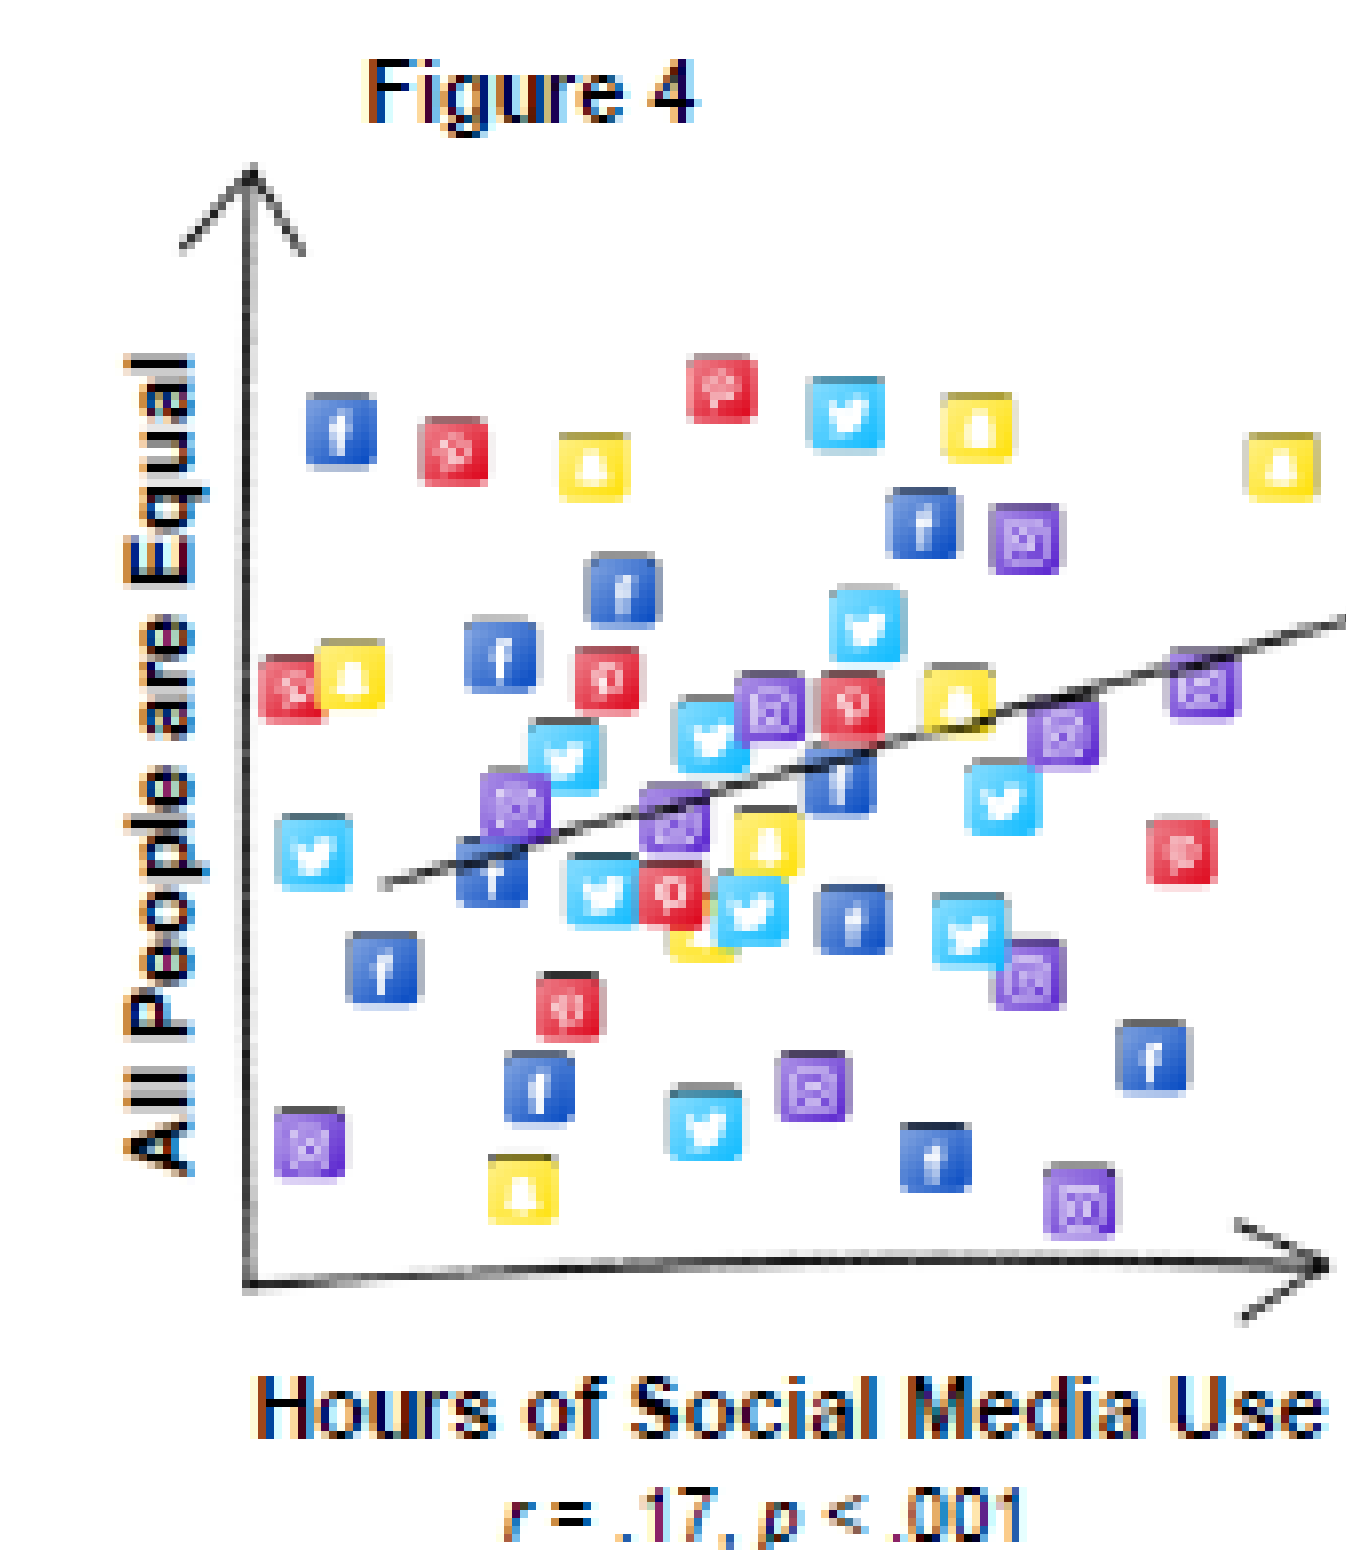 Figure 4
All People are Equal
Hours of Social Media Use
r = .17, p < .001